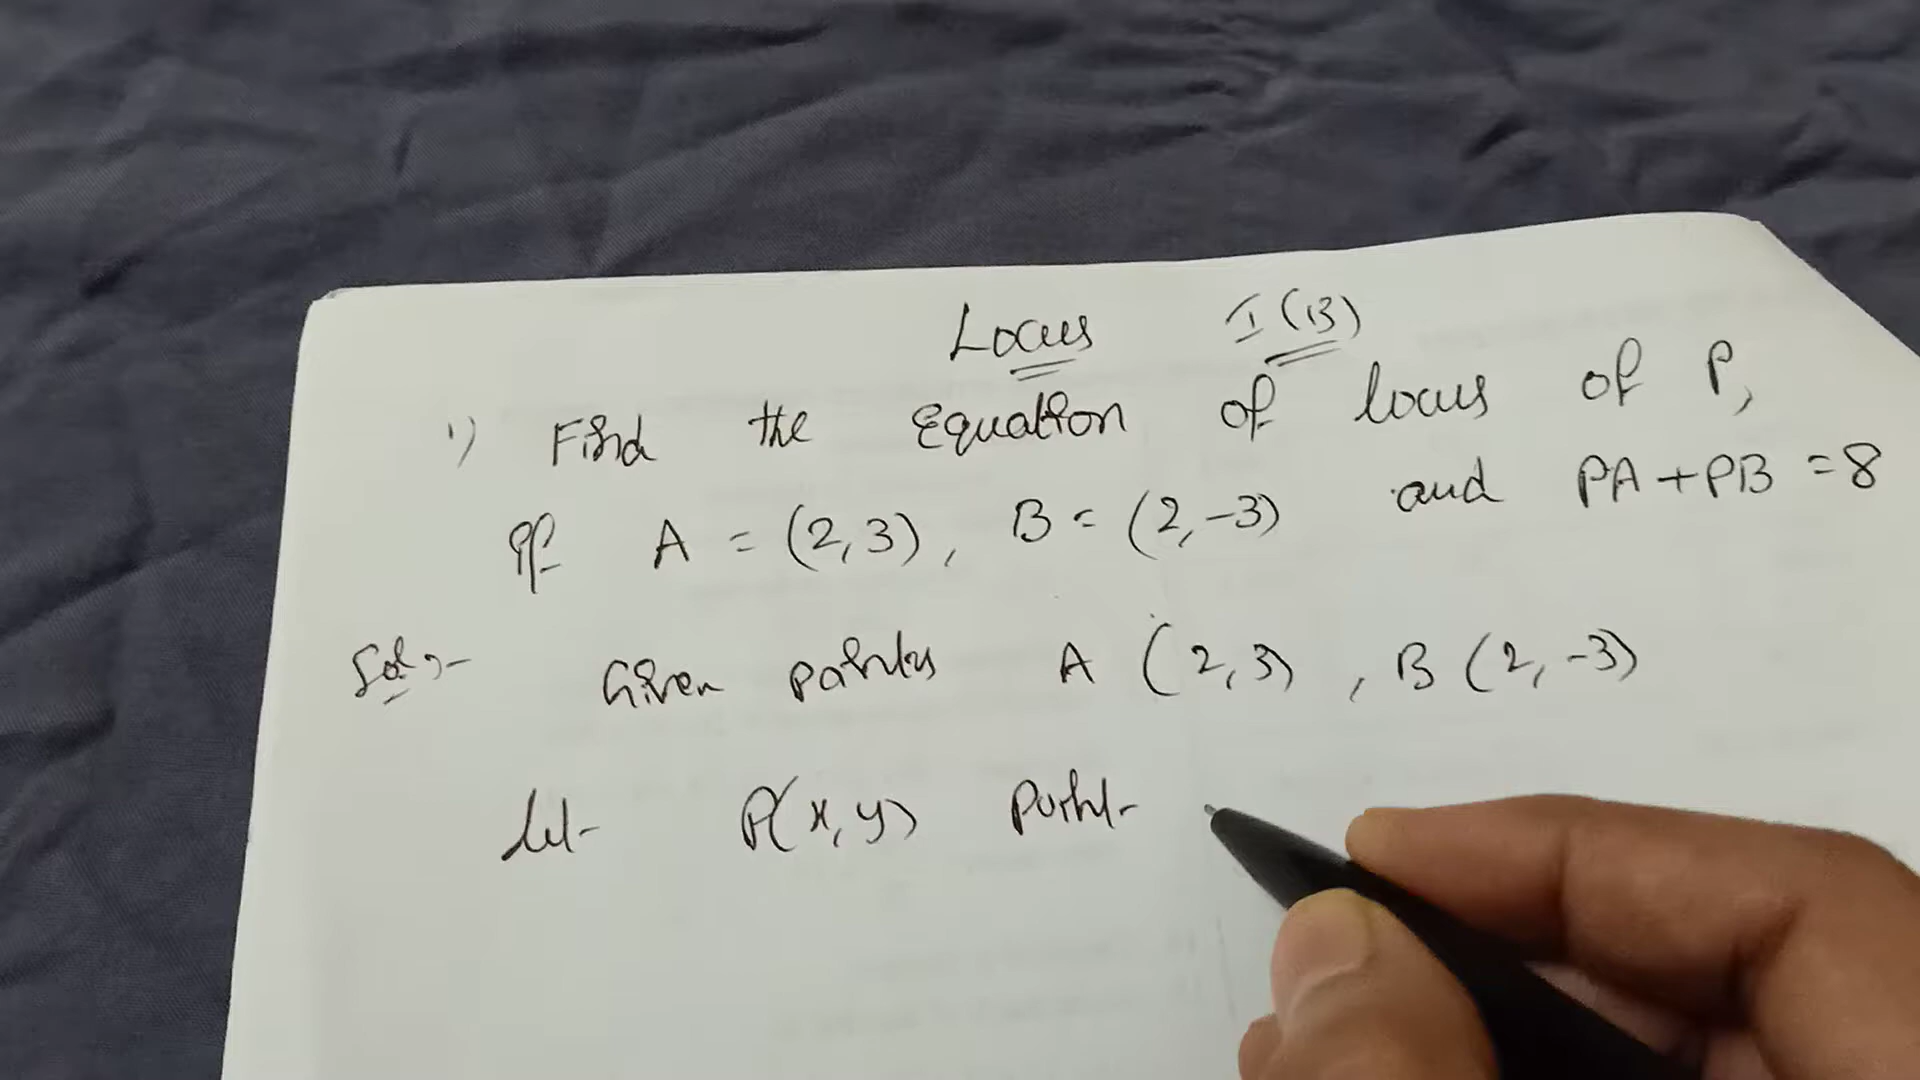 Locus I(B)
1) Find the Equation of locus of P,
if A = (2,3), B = (2,-3) and PA+PB = 8
Sol:- Given points A (2,3), B (2,-3)
Let P(x,y) point